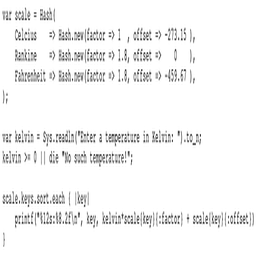 var scale = Hash(
    Celcius    => Hash.new(factor => 1  , offset => -273.15 ),
    Rankine    => Hash.new(factor => 1.8, offset =>   0   ),
    Fahrenheit => Hash.new(factor => 1.8, offset => -459.67 ),
);
var kelvin = Sys.readln("Enter a temperature in Kelvin: ").to_n;
kelvin >= 0 || die "No such temperature!";
scale.keys.sort.each { |key|
    printf("%12s:%8.2f\n", key, kelvin*scale{key}{:factor} + scale{key}{:offset})
}